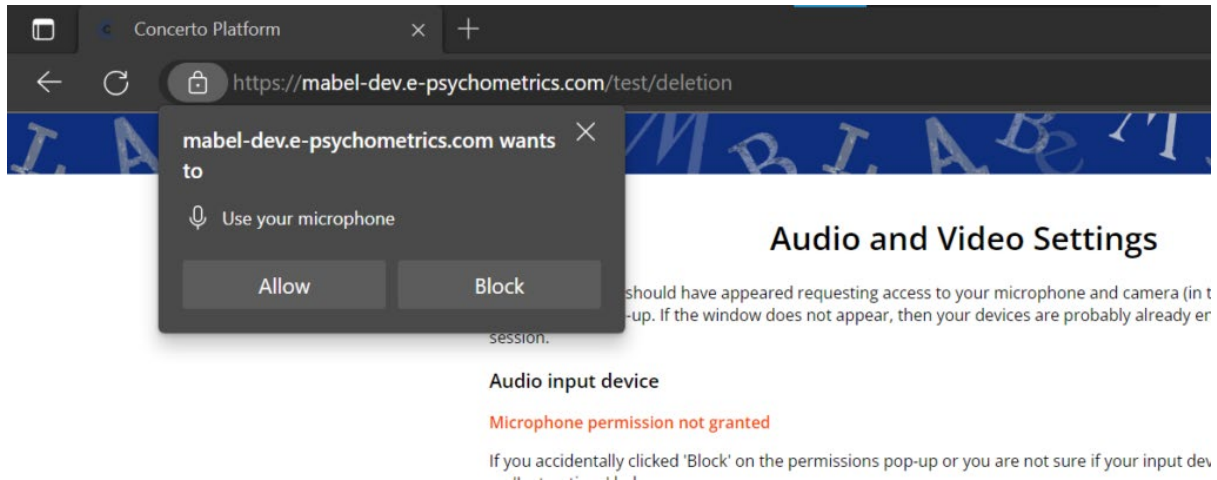 Concerto Platform
https://mabel-dev.e-psychometrics.com/test/deletion
mabel-dev.e-psychometrics.com wants
to
Use your microphone
Allow
Block
L A M B L A B M
Audio and Video Settings
should have appeared requesting access to your microphone and camera (in
-up. If the window does not appear, then your devices are probably already
session.
Audio input device
Microphone permission not granted
If you accidentally clicked 'Block' on the permissions pop-up or you are not sure if your input